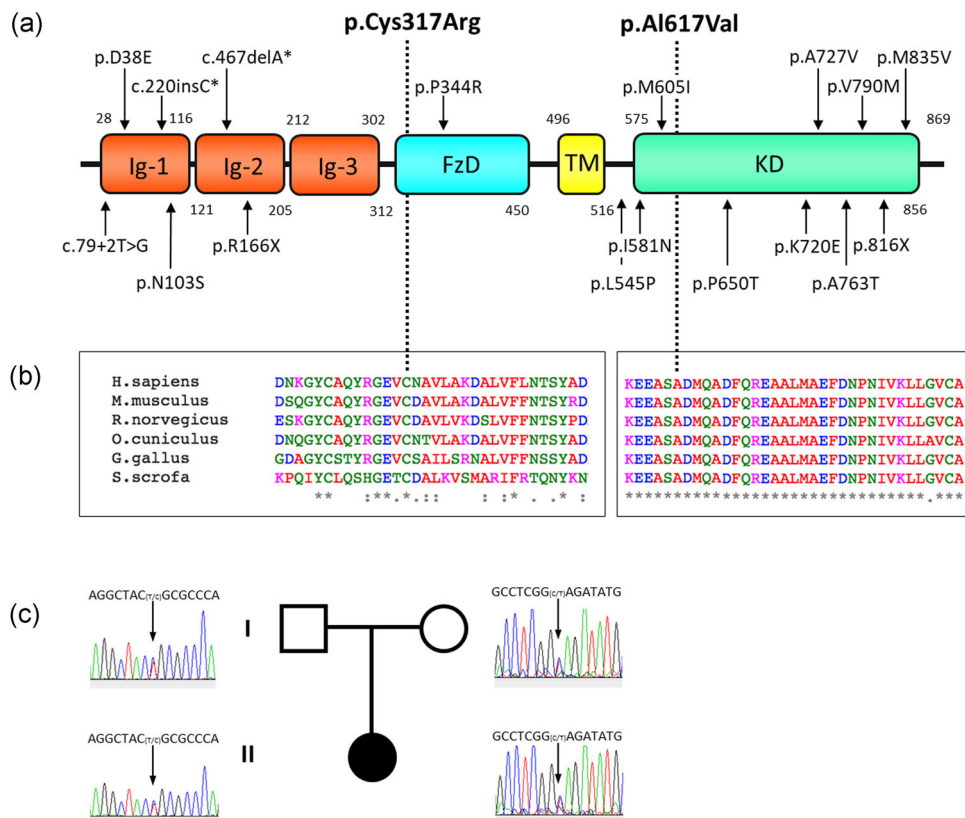 (a)
p.Cys317Arg
p.Al617Val
p.D38E
c.467delA*
p.A727V
p.M835V
c.220insC*
p.P344R
p.M605I
p.V790M
28
116
212
302
496
575
869
Ig-1
Ig-2
Ig-3
FzD
TM
KD
121
205
312
450
516
856
c.79+2T>G
p.R166X
p.I581N
p.K720E
p.816X
p.N103S
p.L545P
p.P650T
p.A763T
(b)
H.sapiens DNKGYCAQYRGEVCNAVLAKDALVFLNTSYAD KEEASADMQADFQREAALMAEFDNPNIVKLLGVCA
M.musculus DSQGYCAQYRGEVCDAVLAKDALVFFNTSYRD KEEASADMQADFQREAALMAEFDNPNIVKLLGVCA
R.norvegicus ESKGYCAQYRGEVCDAVLVKDSLVFFNTSYPD KEEASADMQADFQREAALMAEFDNPNIVKLLGVCA
O.cuniculus DNQGYCAQYRGEVCNTVLAKDALVFFNTSYAD KEEASADMQADFQREAALMAEFDNPNIVKLLAVCA
G.gallus GDAGYCSTYRGEVCSAILSRNALVFFNSSYAD KEEASADMQADFQREAALMAEFDNPNIVKLLGVCA
S.scrofa KPQIYCLQSHGETCDALKVSMARIFRTQNYKN KEEASADMQADFQREAALMAEFDNPNIVKLLGVCA
** :**.*.:: . :*: . .* : ******************************.***
(c)
AGGCTAC(T/C)GCGCCCA
GCCTCGG(C/T)AGATATG
I
AGGCTAC(T/C)GCGCCCA
GCCTCGG(C/T)AGATATG
II